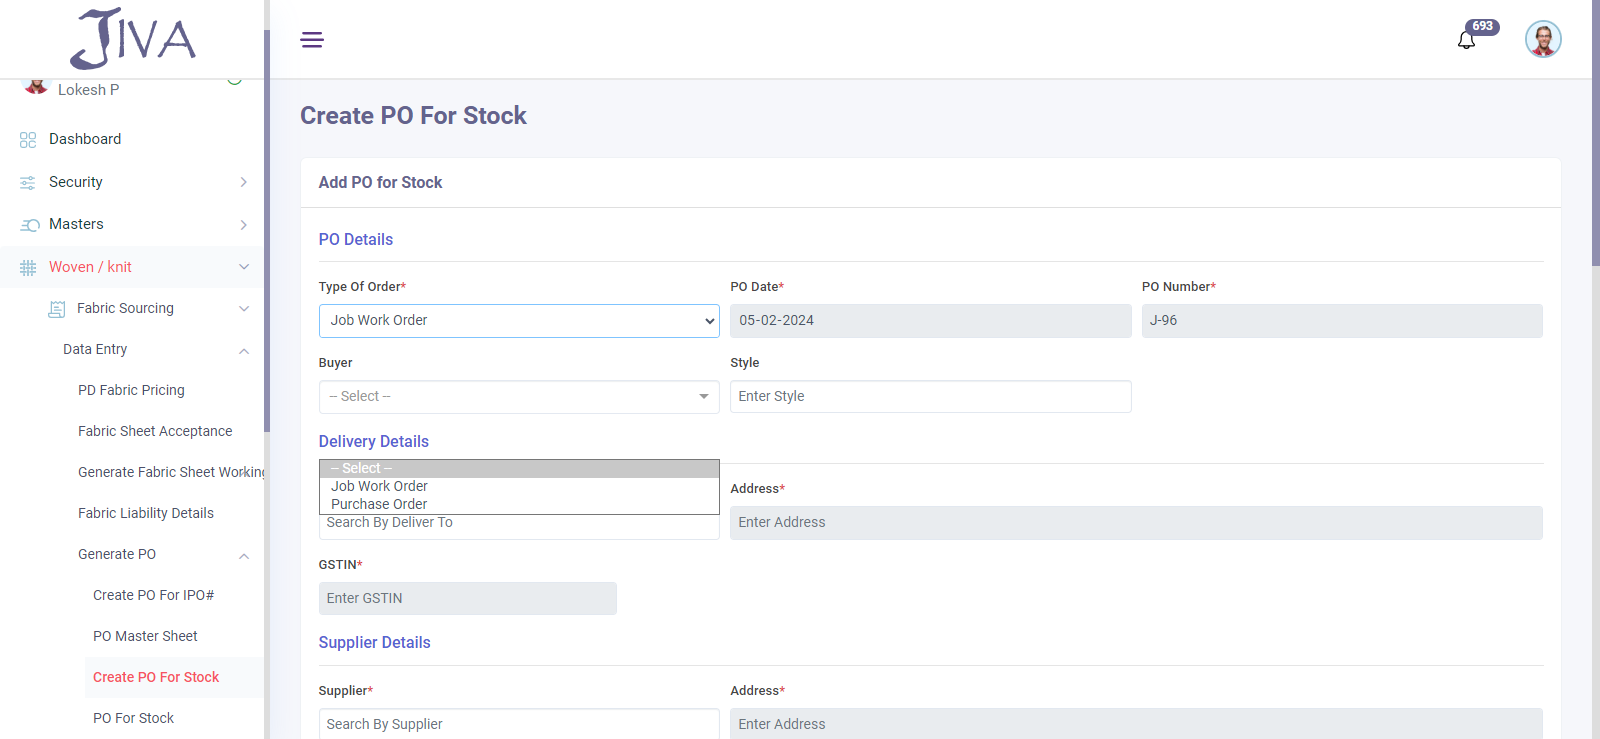 JIVA
693
Lokesh P
Dashboard
Security
Masters
Woven / knit
Fabric Sourcing
Data Entry
PD Fabric Pricing
Fabric Sheet Acceptance
Generate Fabric Sheet Working
Fabric Liability Details
Generate PO
Create PO For IPO#
PO Master Sheet
Create PO For Stock
PO For Stock
Create PO For Stock
Add PO for Stock
PO Details
Type Of Order* PO Date* PO Number*
Job Work Order 05-02-2024 J-96
Buyer Style
-- Select -- Enter Style
Delivery Details
-- Select --
Job Work Order
Purchase Order
Address*
Search By Deliver To Enter Address
GSTIN*
Enter GSTIN
Supplier Details
Supplier* Address*
Search By Supplier Enter Address